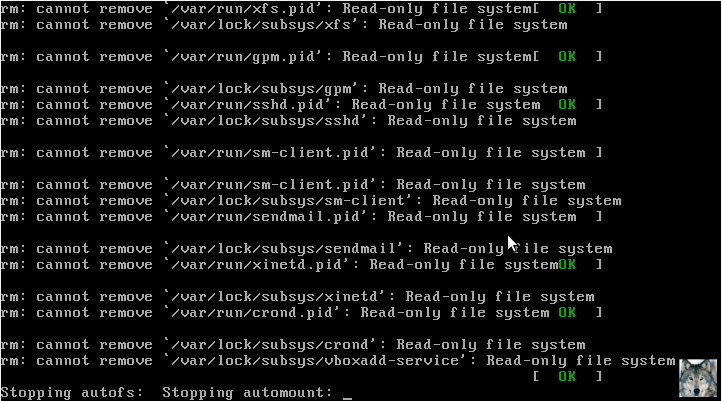 rm: cannot remove `/var/run/xfs.pid': Read-only file system[  OK  ]
rm: cannot remove `/var/lock/subsys/xfs': Read-only file system
rm: cannot remove `/var/run/gpm.pid': Read-only file system[  OK  ]
rm: cannot remove `/var/lock/subsys/gpm': Read-only file system
rm: cannot remove `/var/run/sshd.pid': Read-only file system  OK  ]
rm: cannot remove `/var/lock/subsys/sshd': Read-only file system
rm: cannot remove `/var/run/sm-client.pid': Read-only file system ]
rm: cannot remove `/var/run/sm-client.pid': Read-only file system
rm: cannot remove `/var/lock/subsys/sm-client': Read-only file system
rm: cannot remove `/var/run/sendmail.pid': Read-only file system  ]
rm: cannot remove `/var/lock/subsys/sendmail': Read-only file system
rm: cannot remove `/var/run/xinetd.pid': Read-only file systemOK  ]
rm: cannot remove `/var/lock/subsys/xinetd': Read-only file system
rm: cannot remove `/var/run/crond.pid': Read-only file system OK  ]
rm: cannot remove `/var/lock/subsys/crond': Read-only file system
rm: cannot remove `/var/lock/subsys/vboxadd-service': Read-only file system
[  OK  ]
Stopping autofs:  Stopping automount: _